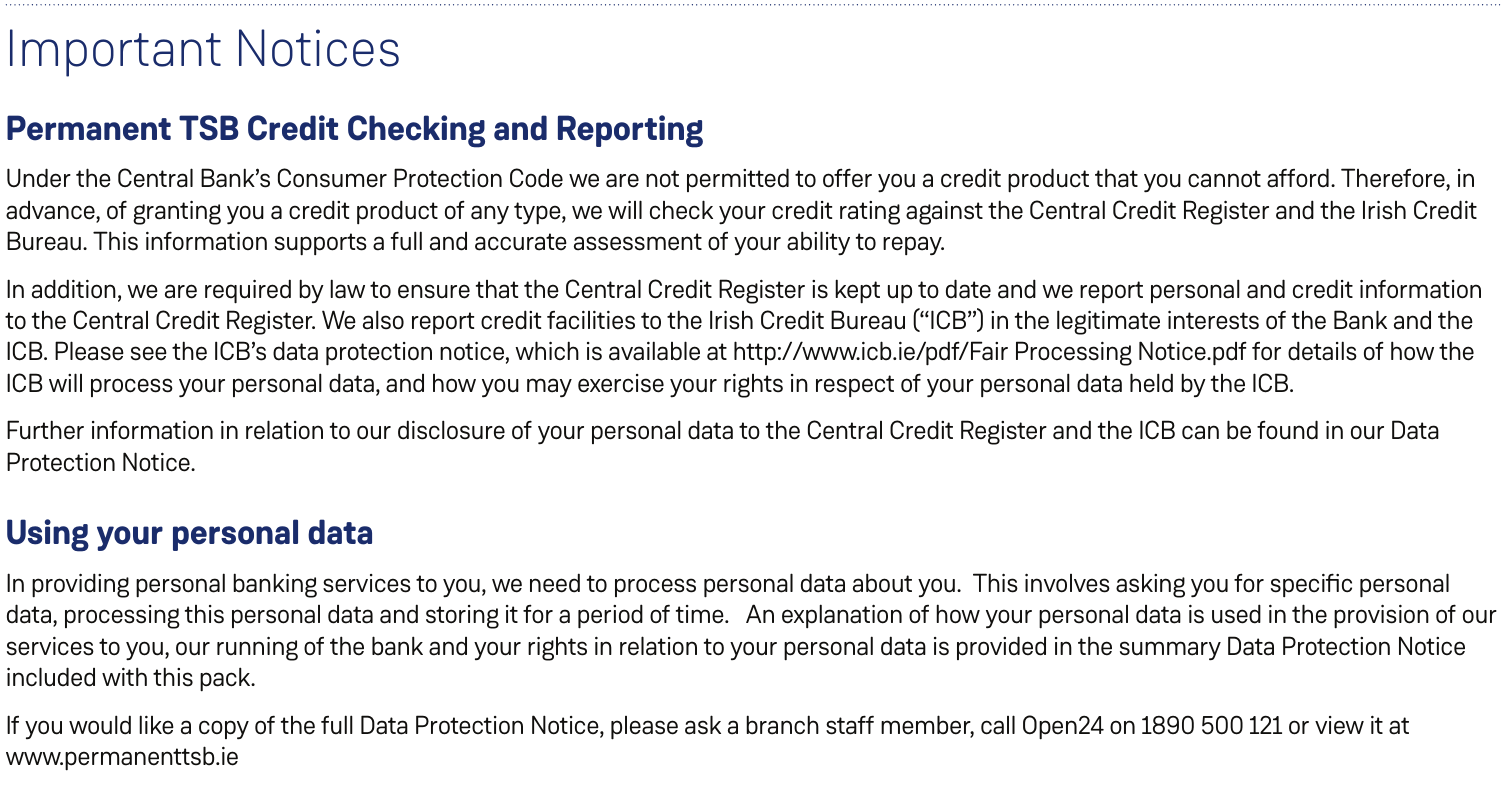 Important Notices
Permanent TSB Credit Checking and Reporting
Under the Central Bank’s Consumer Protection Code we are not permitted to offer you a credit product that you cannot afford. Therefore, in
advance, of granting you a credit product of any type, we will check your credit rating against the Central Credit Register and the Irish Credit
Bureau. This information supports a full and accurate assessment of your ability to repay.
In addition, we are required by law to ensure that the Central Credit Register is kept up to date and we report personal and credit information
to the Central Credit Register. We also report credit facilities to the Irish Credit Bureau (“ICB”) in the legitimate interests of the Bank and the
ICB. Please see the ICB’s data protection notice, which is available at http://www.icb.ie/pdf/Fair Processing Notice.pdf for details of how the
ICB will process your personal data, and how you may exercise your rights in respect of your personal data held by the ICB.
Further information in relation to our disclosure of your personal data to the Central Credit Register and the ICB can be found in our Data
Protection Notice.
Using your personal data
In providing personal banking services to you, we need to process personal data about you.  This involves asking you for specific personal
data, processing this personal data and storing it for a period of time.   An explanation of how your personal data is used in the provision of our
services to you, our running of the bank and your rights in relation to your personal data is provided in the summary Data Protection Notice
included with this pack.
If you would like a copy of the full Data Protection Notice, please ask a branch staff member, call Open24 on 1890 500 121 or view it at
www.permanenttsb.ie